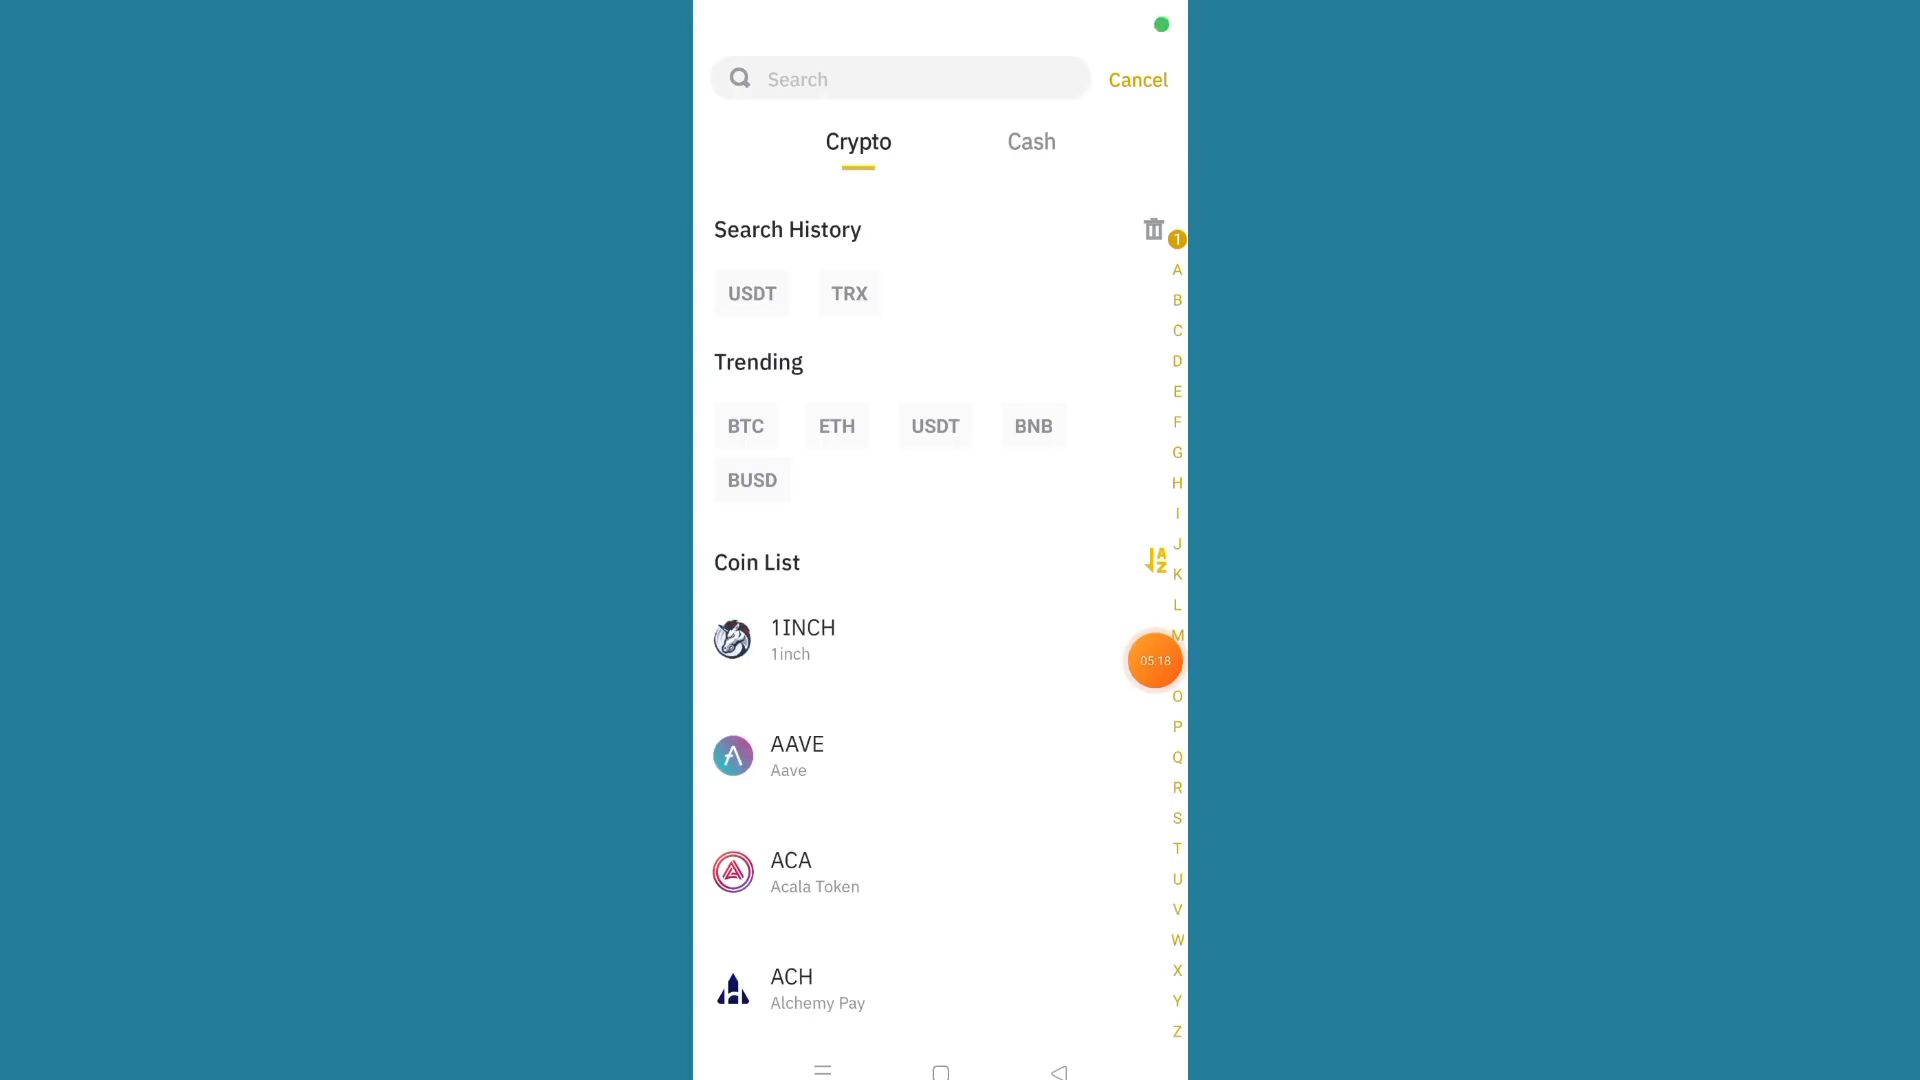 Search
Cancel
Crypto
Cash
Search History
1
USDT
TRX
Trending
BTC
ETH
USDT
BNB
BUSD
Coin List
1INCH
1inch
AAVE
Aave
ACA
Acala Token
ACH
Alchemy Pay
A
B
C
D
E
F
G
H
I
J
K
L
M
05:18
O
P
Q
R
S
T
U
V
W
X
Y
Z